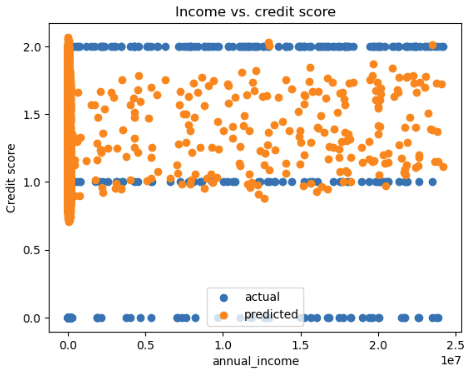 Income vs. credit score
2.0
1.5
1.0
0.5
0.0
Credit score
actual
predicted
0.0 0.5 1.0 1.5 2.0 2.5
1e7
annual_income